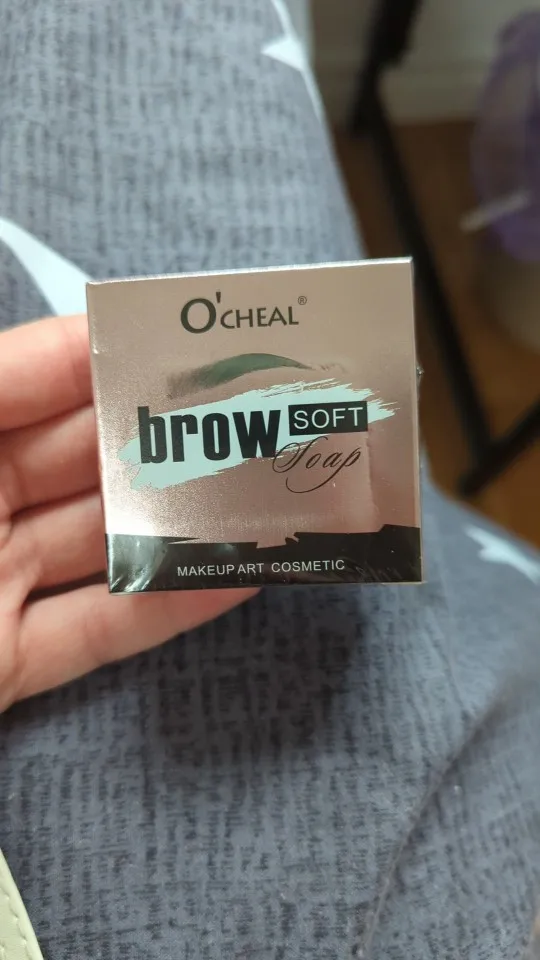 O'CHEAL®
brow SOFT
Soap
MAKEUP ART COSMETIC